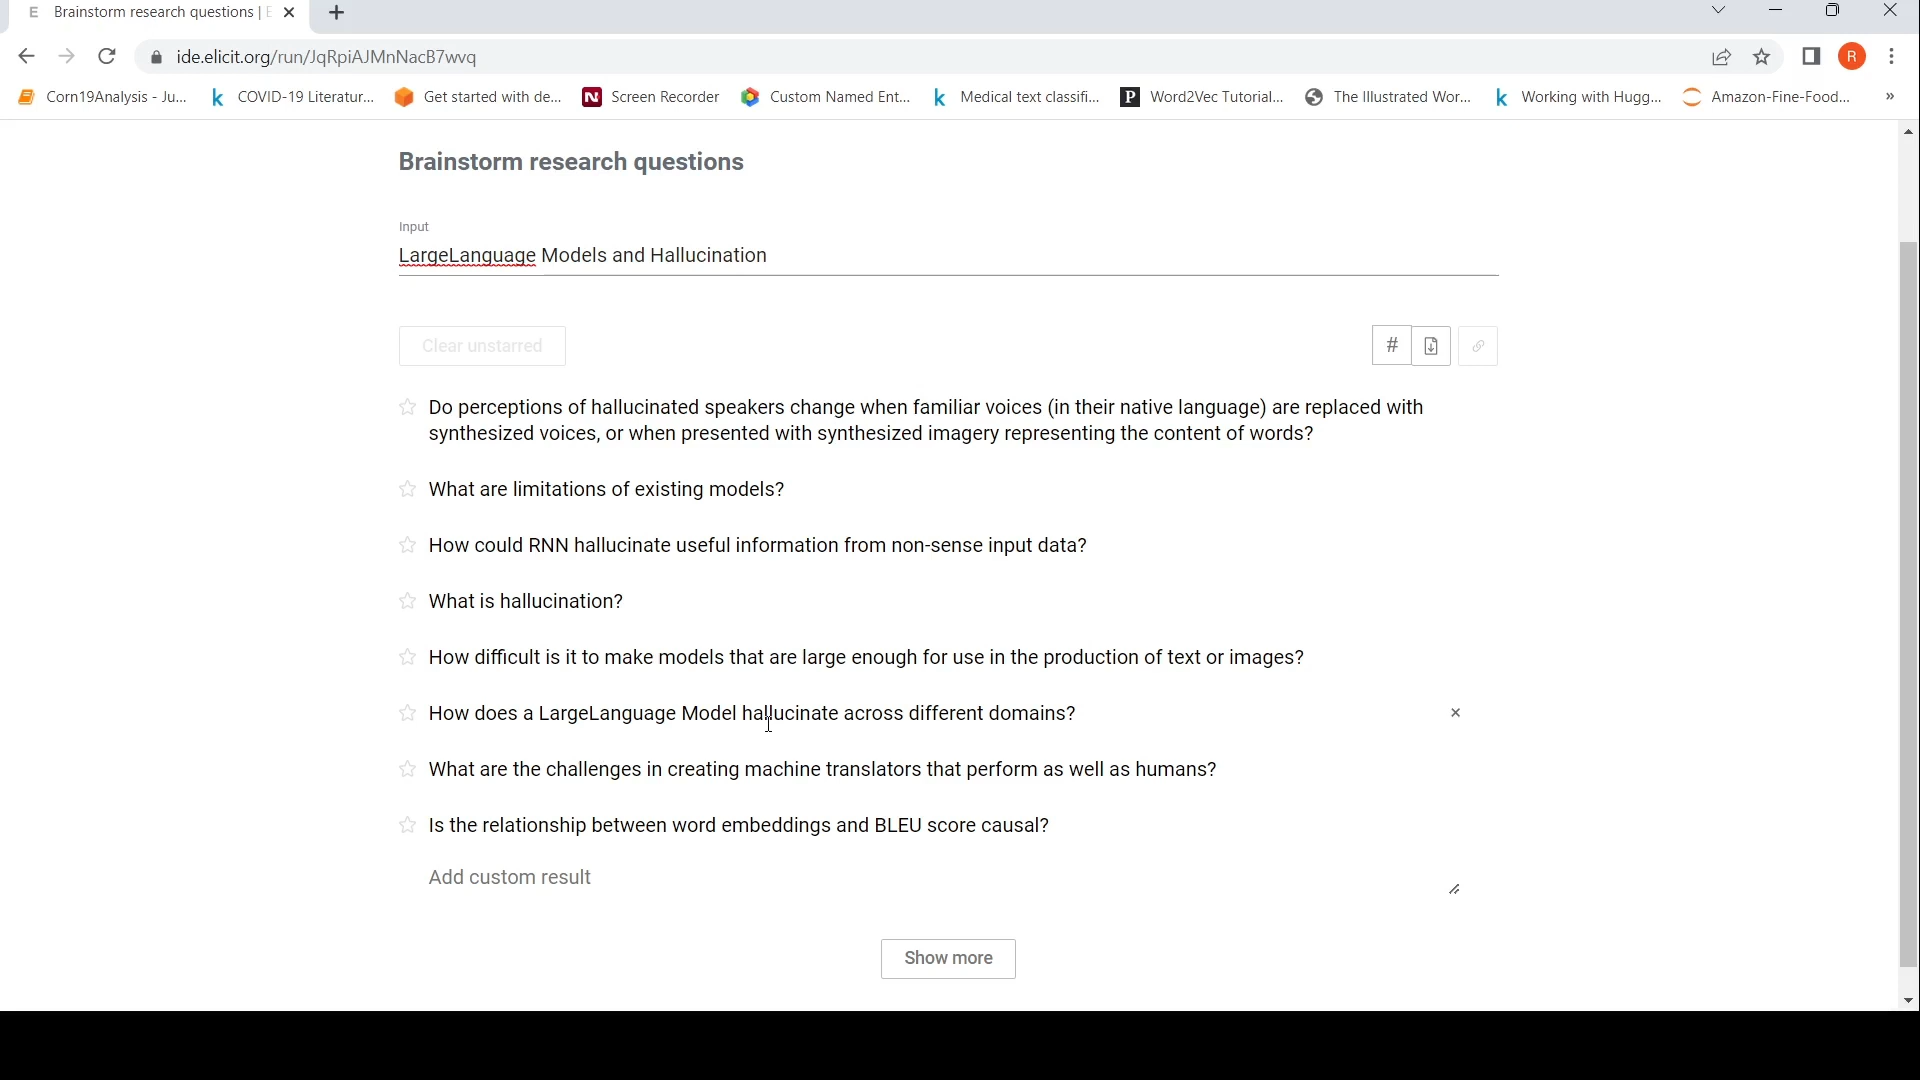 E Brainstorm research questions | E
ide.elicit.org/run/JqRpiAJMnNacB7wvq
R
Corn19Analysis - Ju...
k COVID-19 Literatur...
Get started with de...
N Screen Recorder
Custom Named Ent...
k Medical text classifi...
P Word2Vec Tutorial...
The Illustrated Wor...
k Working with Hugg...
Amazon-Fine-Food...
»
Brainstorm research questions
Input
LargeLanguage Models and Hallucination
Clear unstarred
#
Do perceptions of hallucinated speakers change when familiar voices (in their native language) are replaced with
synthesized voices, or when presented with synthesized imagery representing the content of words?
What are limitations of existing models?
How could RNN hallucinate useful information from non-sense input data?
What is hallucination?
How difficult is it to make models that are large enough for use in the production of text or images?
How does a LargeLanguage Model hallucinate across different domains?
What are the challenges in creating machine translators that perform as well as humans?
Is the relationship between word embeddings and BLEU score causal?
Add custom result
Show more